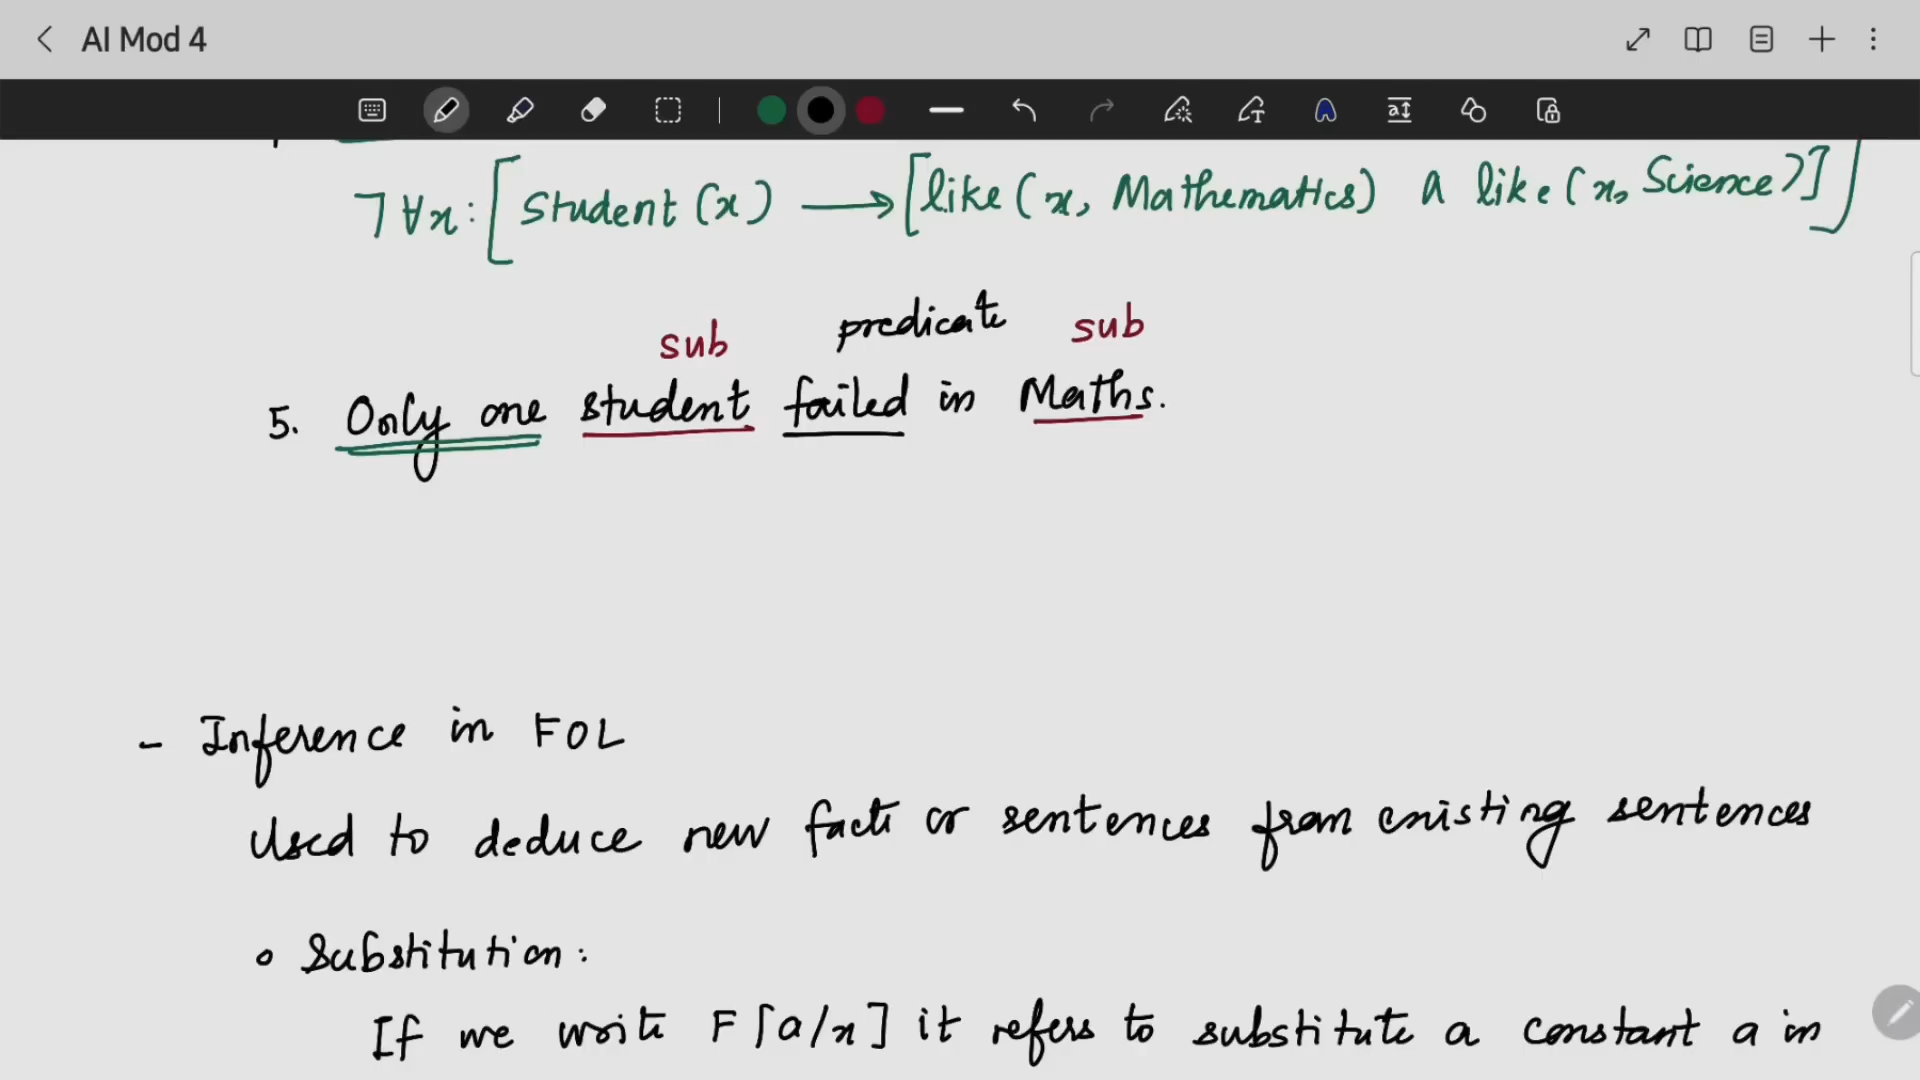 AI Mod 4
¬∀x: [Student (x) → [like (x, Mathematics) ∧ like (x, Science)]]
sub predicate sub
5. Only one student failed in Maths.
- Inference in FOL
Used to deduce new facts or sentences from existing sentences
o Substitution:
If we write F[a/x] it refers to substitute a constant a in